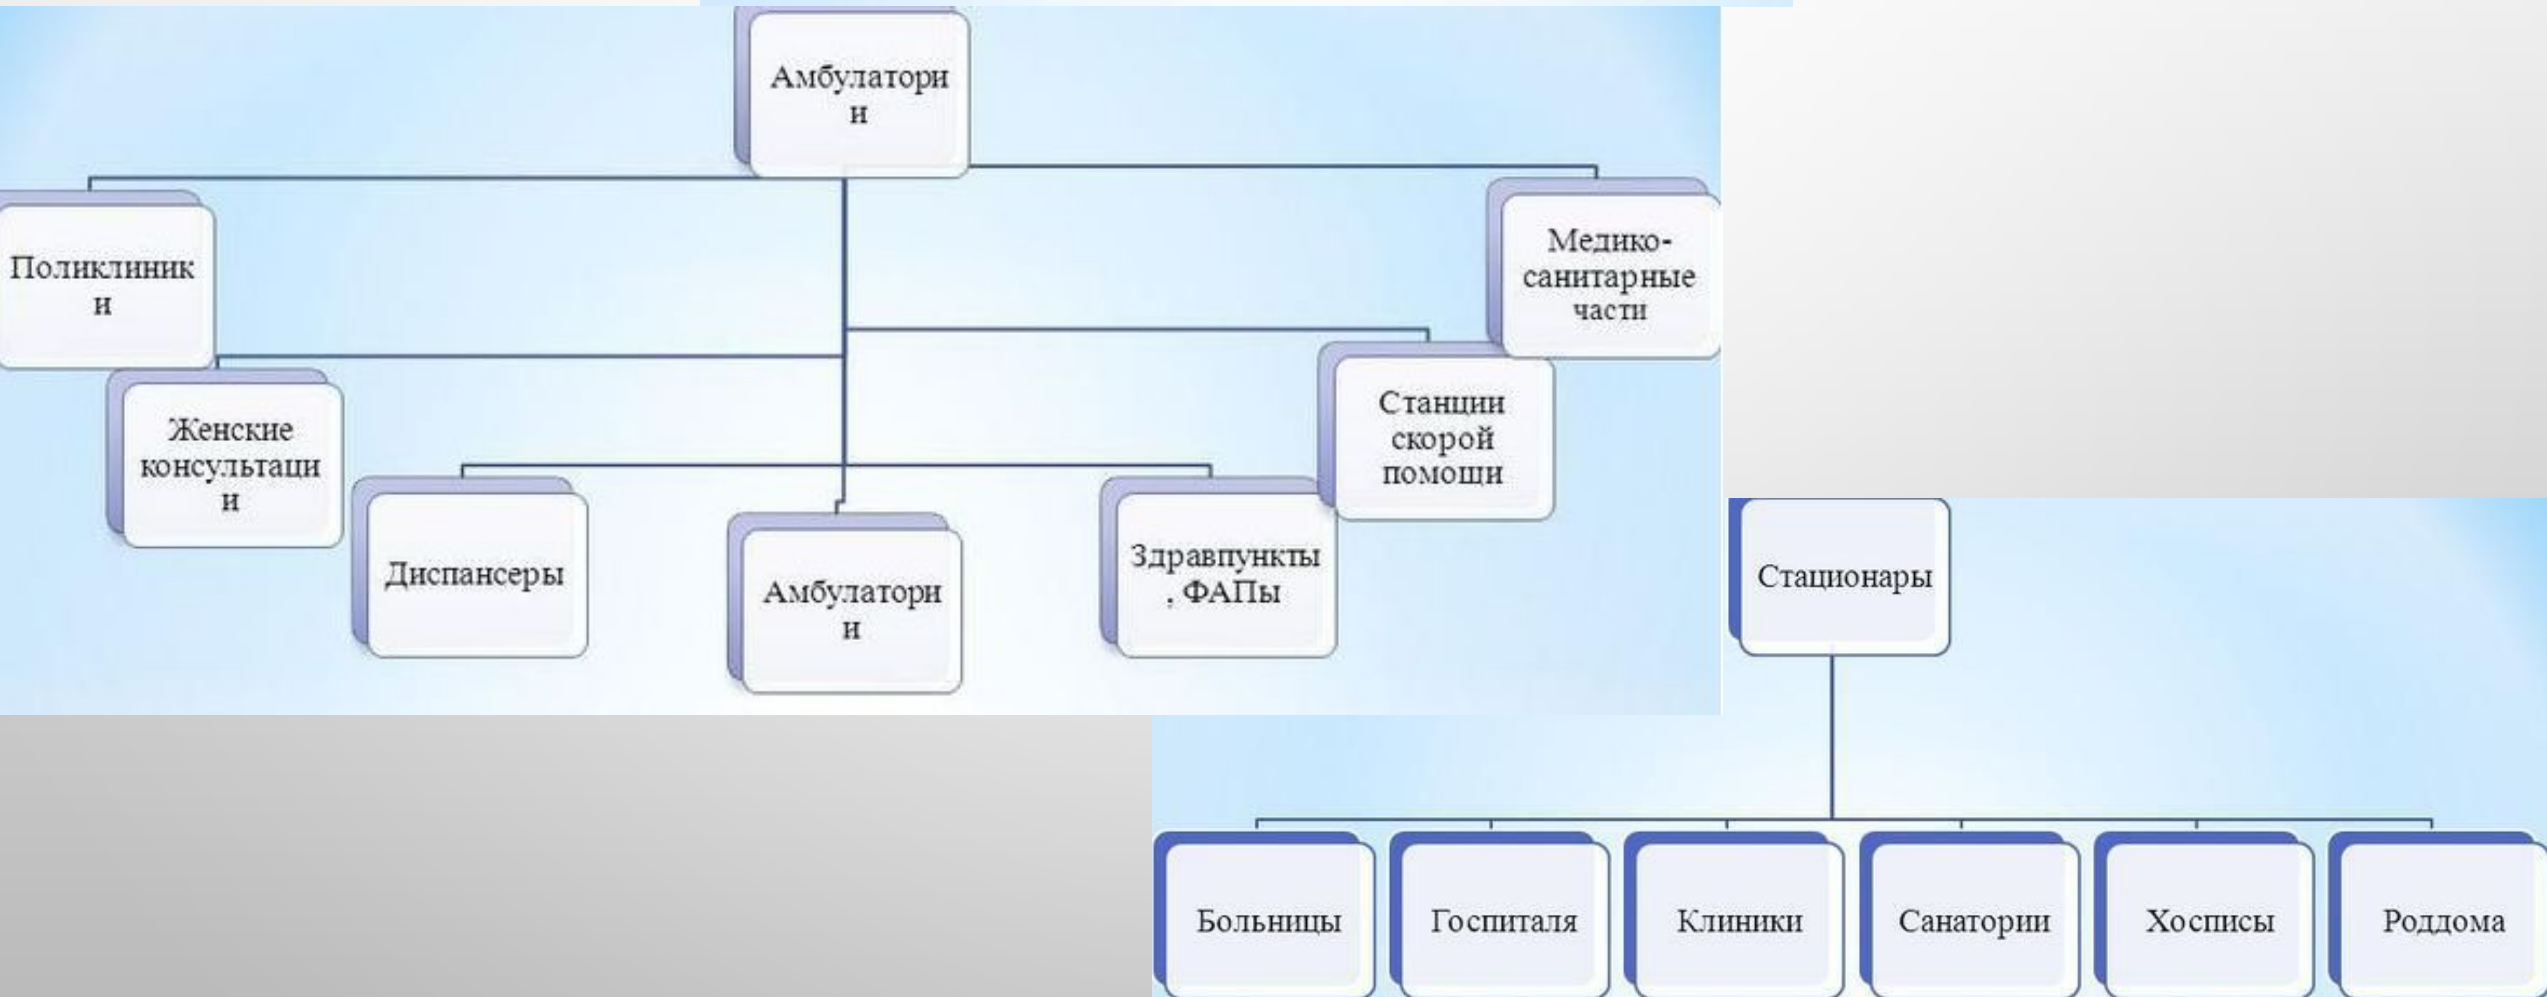 Амбулатори
и
Поликлиник
и
Медико-
санитарные
части
Женские
консультаци
и
Станции
скорой
помощи
Диспансеры
Амбулатори
и
Здравпункты
, ФАПы
Стационары
Больницы
Госпиталя
Клиники
Санатории
Хосписы
Роддома